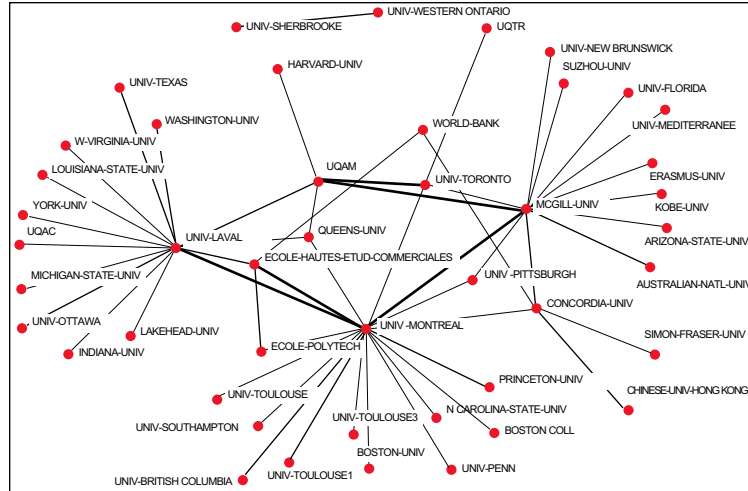 UNIV-WESTERN ONTARIO
UNIV-SHERBROOKE
UQTR
UNIV-NEW BRUNSWICK
HARVARD-UNIV
SUZHOU-UNIV
UNIV-TEXAS
UNIV-FLORIDA
WASHINGTON-UNIV
WORLD-BANK
UNIV-MEDITERRANEE
W-VIRGINIA-UNIV
LOUISIANA-STATE-UNIV
UQAM
UNIV-TORONTO
ERASMUS-UNIV
YORK-UNIV
MCGILL-UNIV
KOBE-UNIV
UQAC
UNIV-LAVAL
QUEENS-UNIV
ARIZONA-STATE-UNIV
ECOLE-HAUTES-ETUD-COMMERCIALES
MICHIGAN-STATE-UNIV
UNIV-PITTSBURGH
AUSTRALIAN-NATL-UNIV
CONCORDIA-UNIV
UNIV-OTTAWA
LAKEHEAD-UNIV
UNIV -MONTREAL
SIMON-FRASER-UNIV
INDIANA-UNIV
ECOLE-POLYTECH
PRINCETON-UNIV
CHINESE-UNIV-HONG KONG
UNIV-TOULOUSE
UNIV-TOULOUSE3
N CAROLINA-STATE-UNIV
UNIV-SOUTHAMPTON
BOSTON COLL
BOSTON-UNIV
UNIV-TOULOUSE1
UNIV-PENN
UNIV-BRITISH COLUMBIA